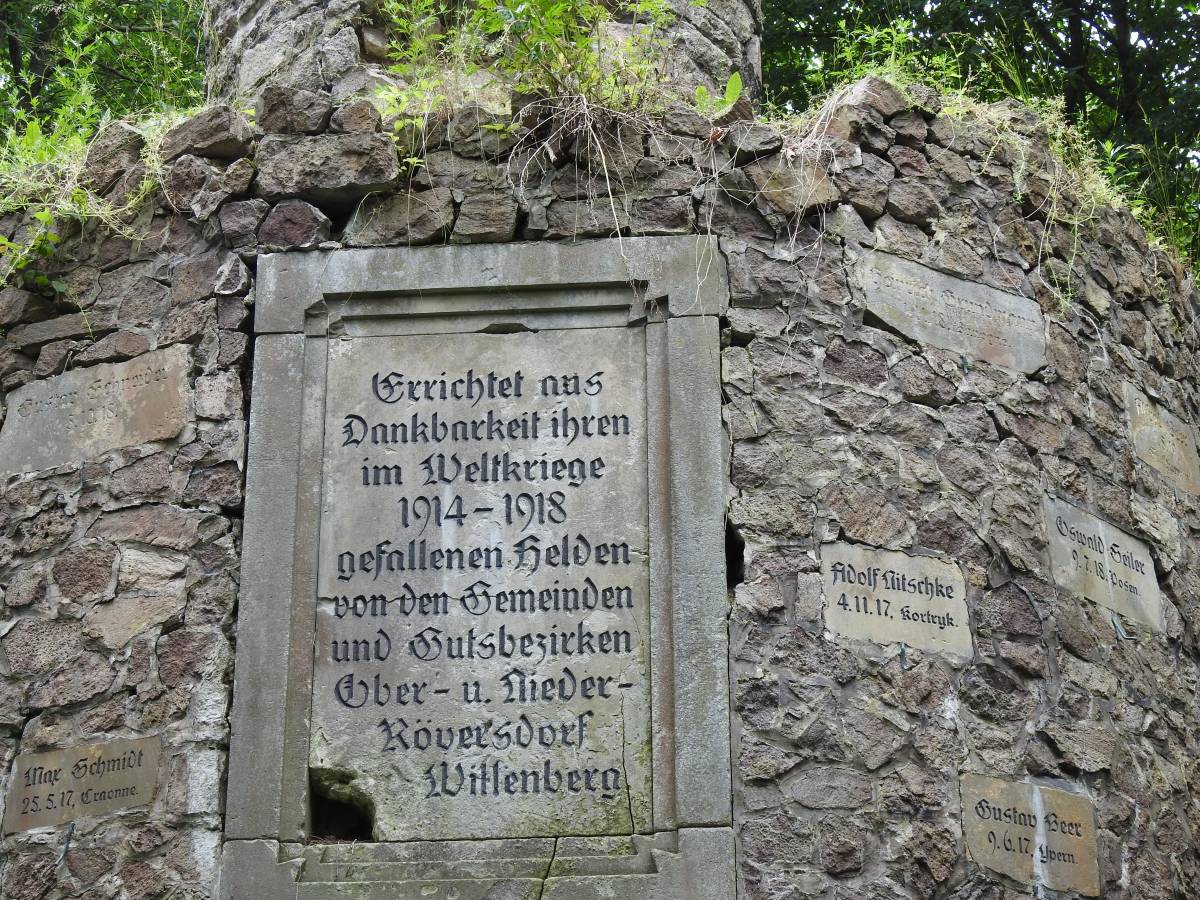 Errichtet aus
Dankbarkeit ihren
im Weltkriege
1914-1918
gefallenen Helden
von den Gemeinden
und Gutsbezirken
Ober- u. Nieder-
Röversdorf
Willenberg
Gustav
1918.
Max Schmidt
25.5.17, Craonne.
Adolf Nitschke
4.11.17, Kortryk.
Oswald Seiler
9.7.18, Posen.
Gustav Beer
9.6.17, Ypern.